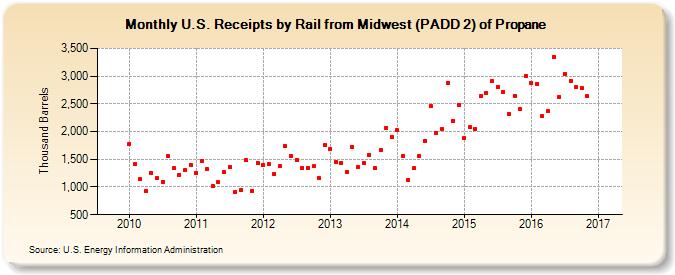 Monthly U.S. Receipts by Rail from Midwest (PADD 2) of Propane
Thousand Barrels
3,500
3,000
2,500
2,000
1,500
1,000
500
2010 2011 2012 2013 2014 2015 2016 2017
Source: U.S. Energy Information Administration